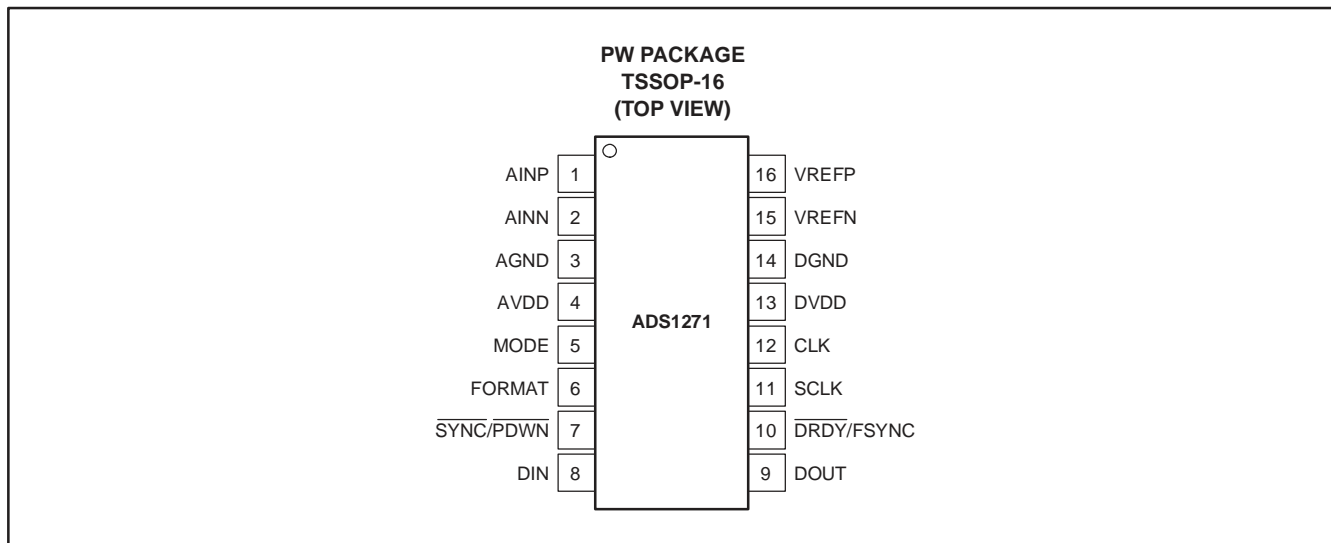 PW PACKAGE
TSSOP-16
(TOP VIEW)
AINP 1 16 VREFP
AINN 2 15 VREFN
AGND 3 14 DGND
AVDD 4 13 DVDD
ADS1271
MODE 5 12 CLK
FORMAT 6 11 SCLK
SYNC/PDWN 7 10 DRDY/FSYNC
DIN 8 9 DOUT